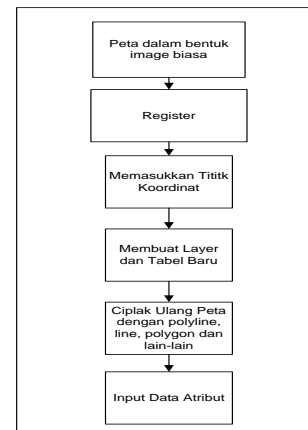 Peta dalam bentuk
image biasa
Register
Memasukkan Tititk
Koordinat
Membuat Layer
dan Tabel Baru
Ciplak Ulang Peta
dengan polyline,
line, polygon dan
lain-lain
Input Data Atribut